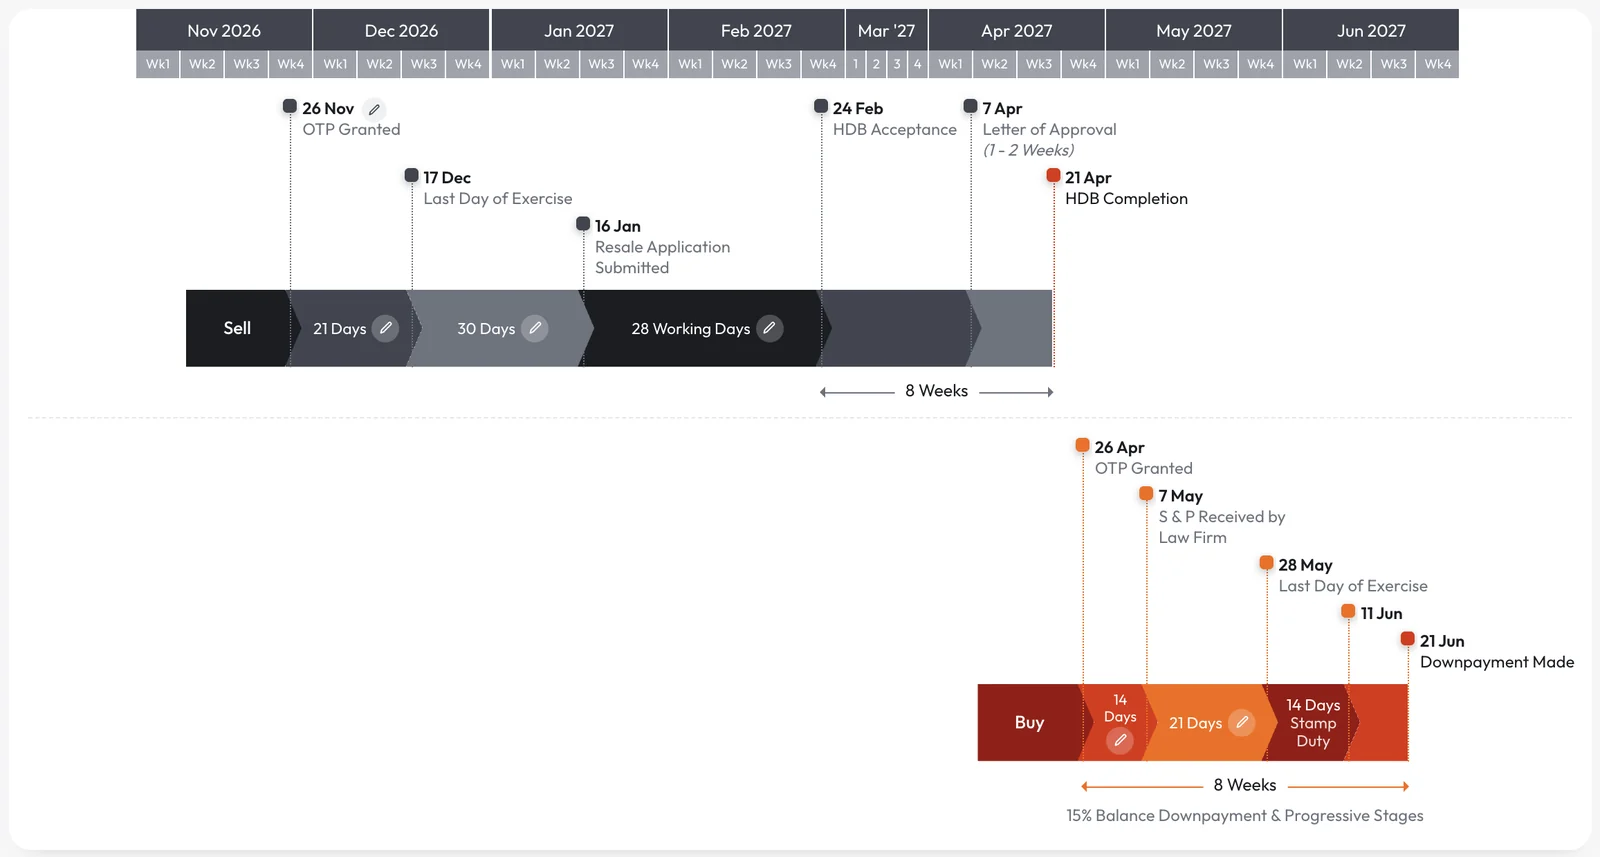 Nov 2026 Dec 2026 Jan 2027 Feb 2027 Mar '27 Apr 2027 May 2027 Jun 2027
Wk1 Wk2 Wk3 Wk4 Wk1 Wk2 Wk3 Wk4 Wk1 Wk2 Wk3 Wk4 Wk1 Wk2 Wk3 Wk4 1 2 3 4 Wk1 Wk2 Wk3 Wk4 Wk1 Wk2 Wk3 Wk4 Wk1 Wk2 Wk3 Wk4
26 Nov
OTP Granted
24 Feb
HDB Acceptance
7 Apr
Letter of Approval
(1 - 2 Weeks)
17 Dec
Last Day of Exercise
21 Apr
HDB Completion
16 Jan
Resale Application
Submitted
Sell
21 Days
30 Days
28 Working Days
8 Weeks
26 Apr
OTP Granted
7 May
S & P Received by
Law Firm
28 May
Last Day of Exercise
11 Jun
21 Jun
Downpayment Made
Buy
14
Days
21 Days
14 Days
Stamp
Duty
8 Weeks
15% Balance Downpayment & Progressive Stages